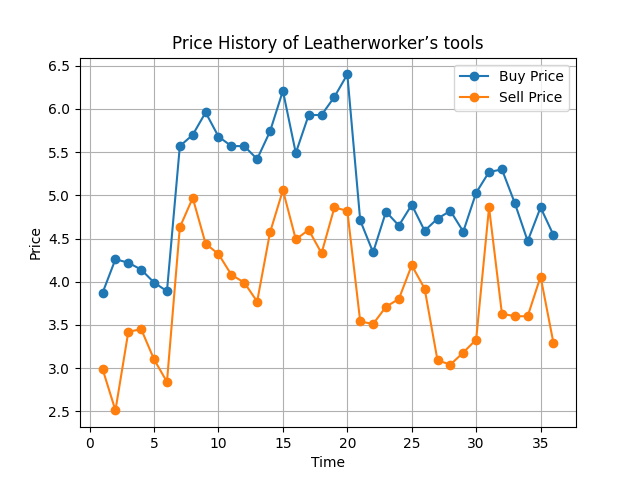 Price History of Leatherworker’s tools
Buy Price
Sell Price
6.5
6.0
5.5
5.0
4.5
4.0
3.5
3.0
2.5
Price
0 5 10 15 20 25 30 35
Time